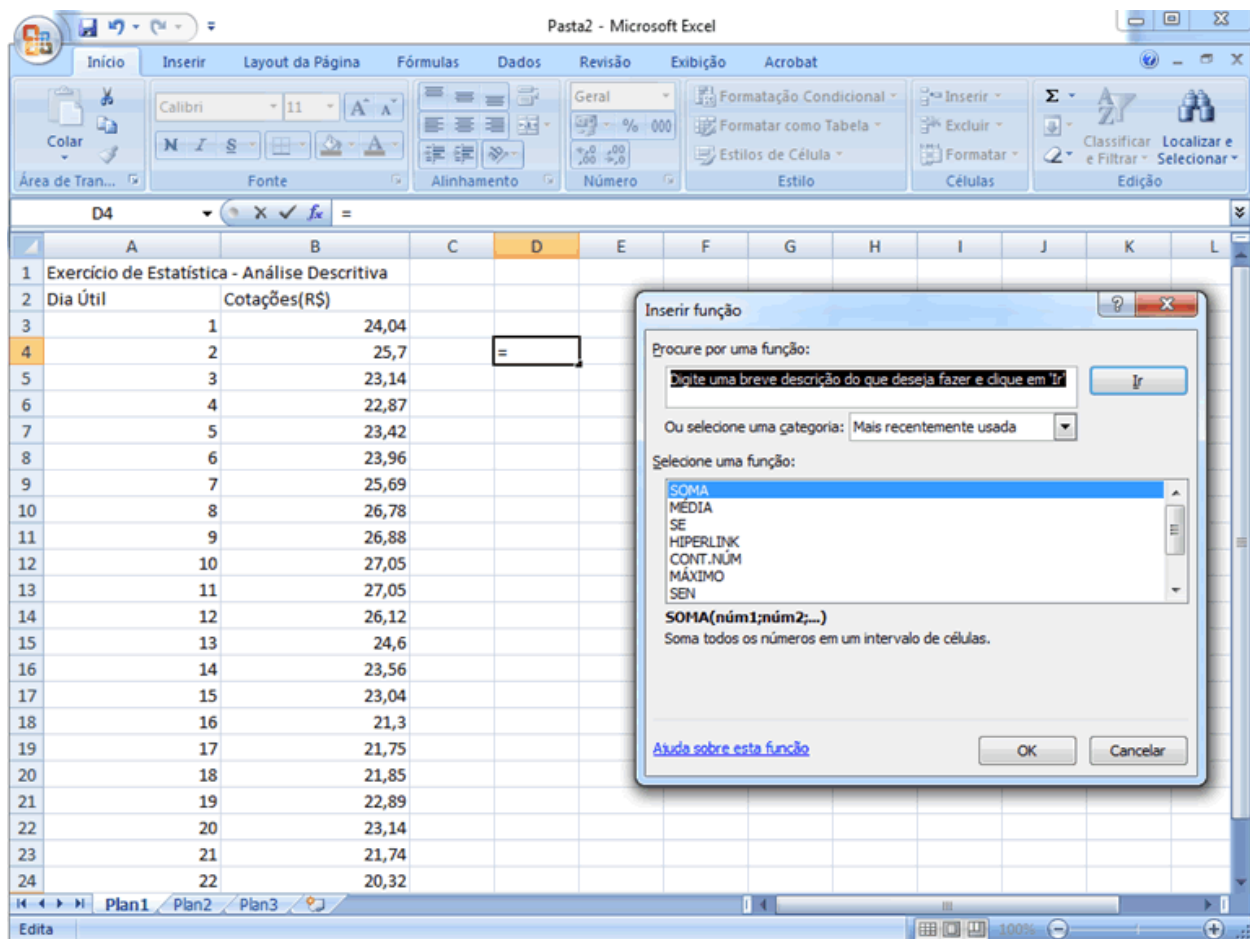 Pasta2 - Microsoft Excel
Início Inserir Layout da Página Fórmulas Dados Revisão Exibição Acrobat
Colar
Área de Tran...
Calibri 11 A A
N I S A
Fonte
Alinhamento
Geral
% 000
,0 ,00 ,00 ,0
Número
Formatação Condicional
Formatar como Tabela
Estilos de Célula
Estilo
Inserir
Excluir
Formatar
Células
Σ
Classificar e Filtrar
Localizar e Selecionar
Edição
D4 fx =
A B C D E F G H I J K L
1 Exercício de Estatística - Análise Descritiva
2 Dia Útil Cotações(R$)
3 1 24,04
4 2 25,7 =
5 3 23,14
6 4 22,87
7 5 23,42
8 6 23,96
9 7 25,69
10 8 26,78
11 9 26,88
12 10 27,05
13 11 27,05
14 12 26,12
15 13 24,6
16 14 23,56
17 15 23,04
18 16 21,3
19 17 21,75
20 18 21,85
21 19 22,89
22 20 23,14
23 21 21,74
24 22 20,32
Inserir função
Procure por uma função:
Digite uma breve descrição do que deseja fazer e clique em 'Ir'
Ir
Ou selecione uma categoria: Mais recentemente usada
Selecione uma função:
SOMA
MÉDIA
SE
HIPERLINK
CONT.NÚM
MÁXIMO
SEN
SOMA(núm1;núm2;...)
Soma todos os números em um intervalo de células.
Ajuda sobre esta função
OK Cancelar
Plan1 Plan2 Plan3
Edita 100%